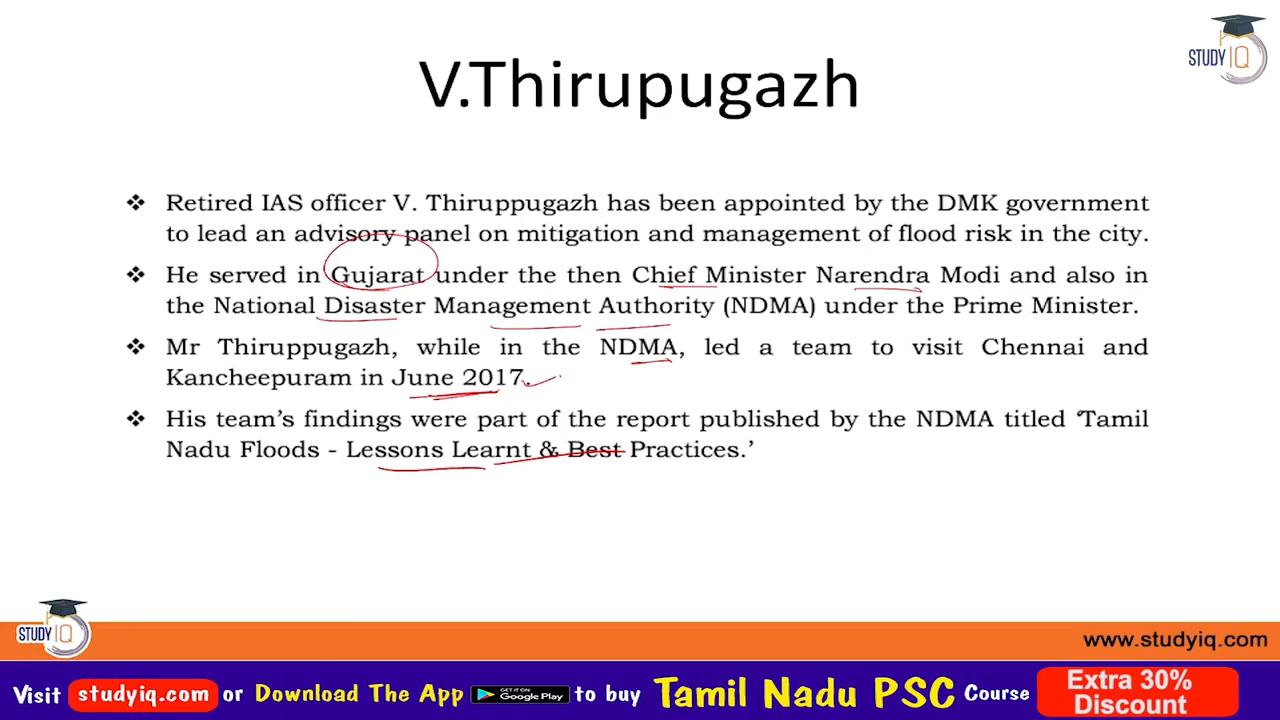 STUDY IQ
V.Thirupugazh
❖ Retired IAS officer V. Thiruppugazh has been appointed by the DMK government
to lead an advisory panel on mitigation and management of flood risk in the city.
❖ He served in Gujarat under the then Chief Minister Narendra Modi and also in
the National Disaster Management Authority (NDMA) under the Prime Minister.
❖ Mr Thiruppugazh, while in the NDMA, led a team to visit Chennai and
Kancheepuram in June 2017.
❖ His team's findings were part of the report published by the NDMA titled ‘Tamil
Nadu Floods - Lessons Learnt & Best Practices.’
STUDY IQ
www.studyiq.com
Visit studyiq.com or Download The App GET IT ON Google Play to buy Tamil Nadu PSC Course Extra 30%
Discount